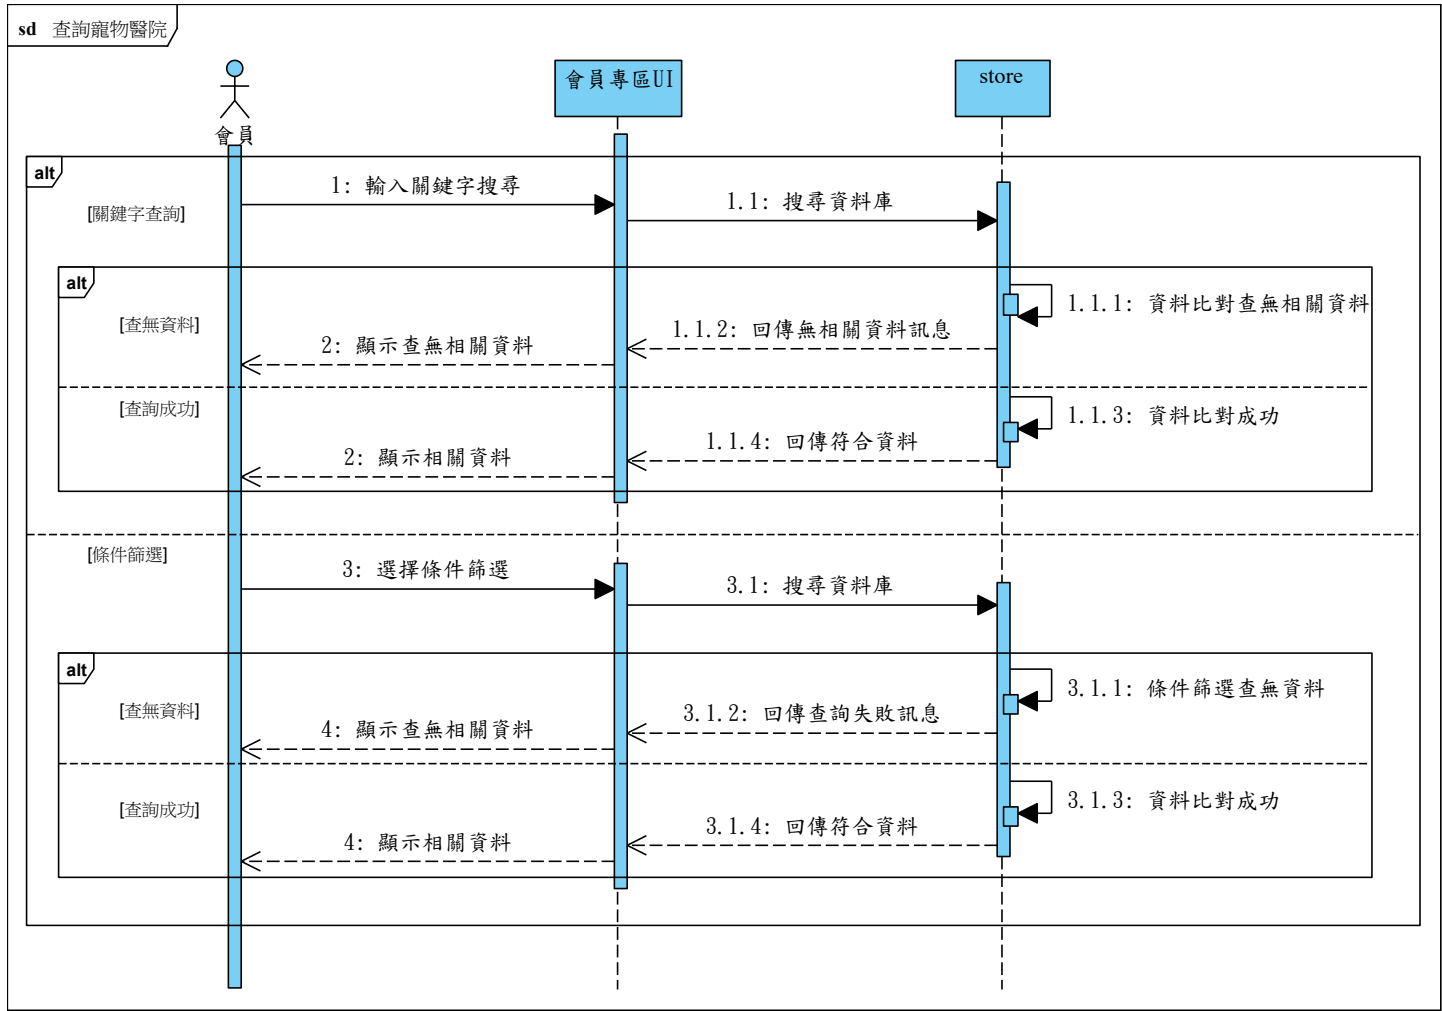 sd 查詢寵物醫院
會員
會員專區UI
store
alt
[關鍵字查詢]
1: 輸入關鍵字搜尋
1.1: 搜尋資料庫
alt
[查無資料]
1.1.1: 資料比對查無相關資料
1.1.2: 回傳無相關資料訊息
2: 顯示查無相關資料
[查詢成功]
1.1.3: 資料比對成功
1.1.4: 回傳符合資料
2: 顯示相關資料
[條件篩選]
3: 選擇條件篩選
3.1: 搜尋資料庫
alt
[查無資料]
3.1.1: 條件篩選查無資料
3.1.2: 回傳查詢失敗訊息
4: 顯示查無相關資料
[查詢成功]
3.1.3: 資料比對成功
3.1.4: 回傳符合資料
4: 顯示相關資料